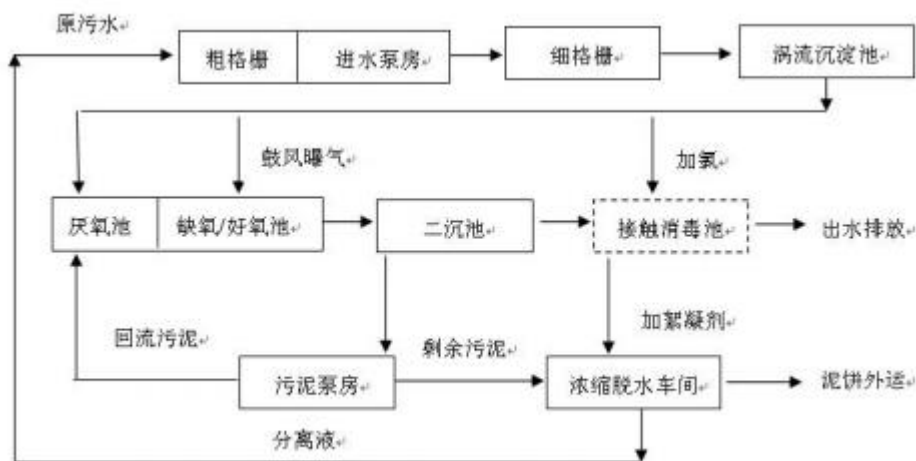 原污水
粗格栅
进水泵房
细格栅
涡流沉淀池
鼓风曝气
加氯
厌氧池
缺氧/好氧池
二沉池
接触消毒池
出水排放
回流污泥
剩余污泥
加絮凝剂
污泥泵房
浓缩脱水车间
泥饼外运
分离液